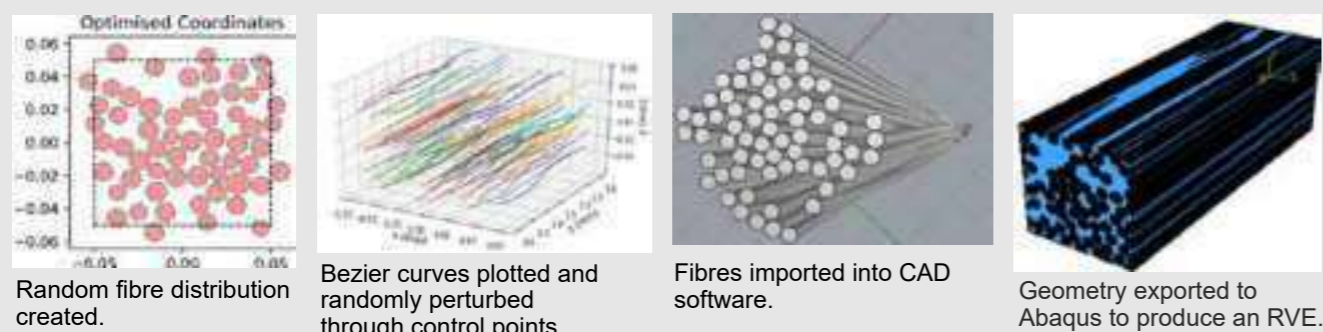 Optimised Coordinates
0.06
0.04
0.02
0.00
−0.02
−0.04
−0.06
−0.05 0.00 0.05
Random fibre distribution
created.
Bezier curves plotted and
randomly perturbed
through control points
Fibres imported into CAD
software.
Geometry exported to
Abaqus to produce an RVE.